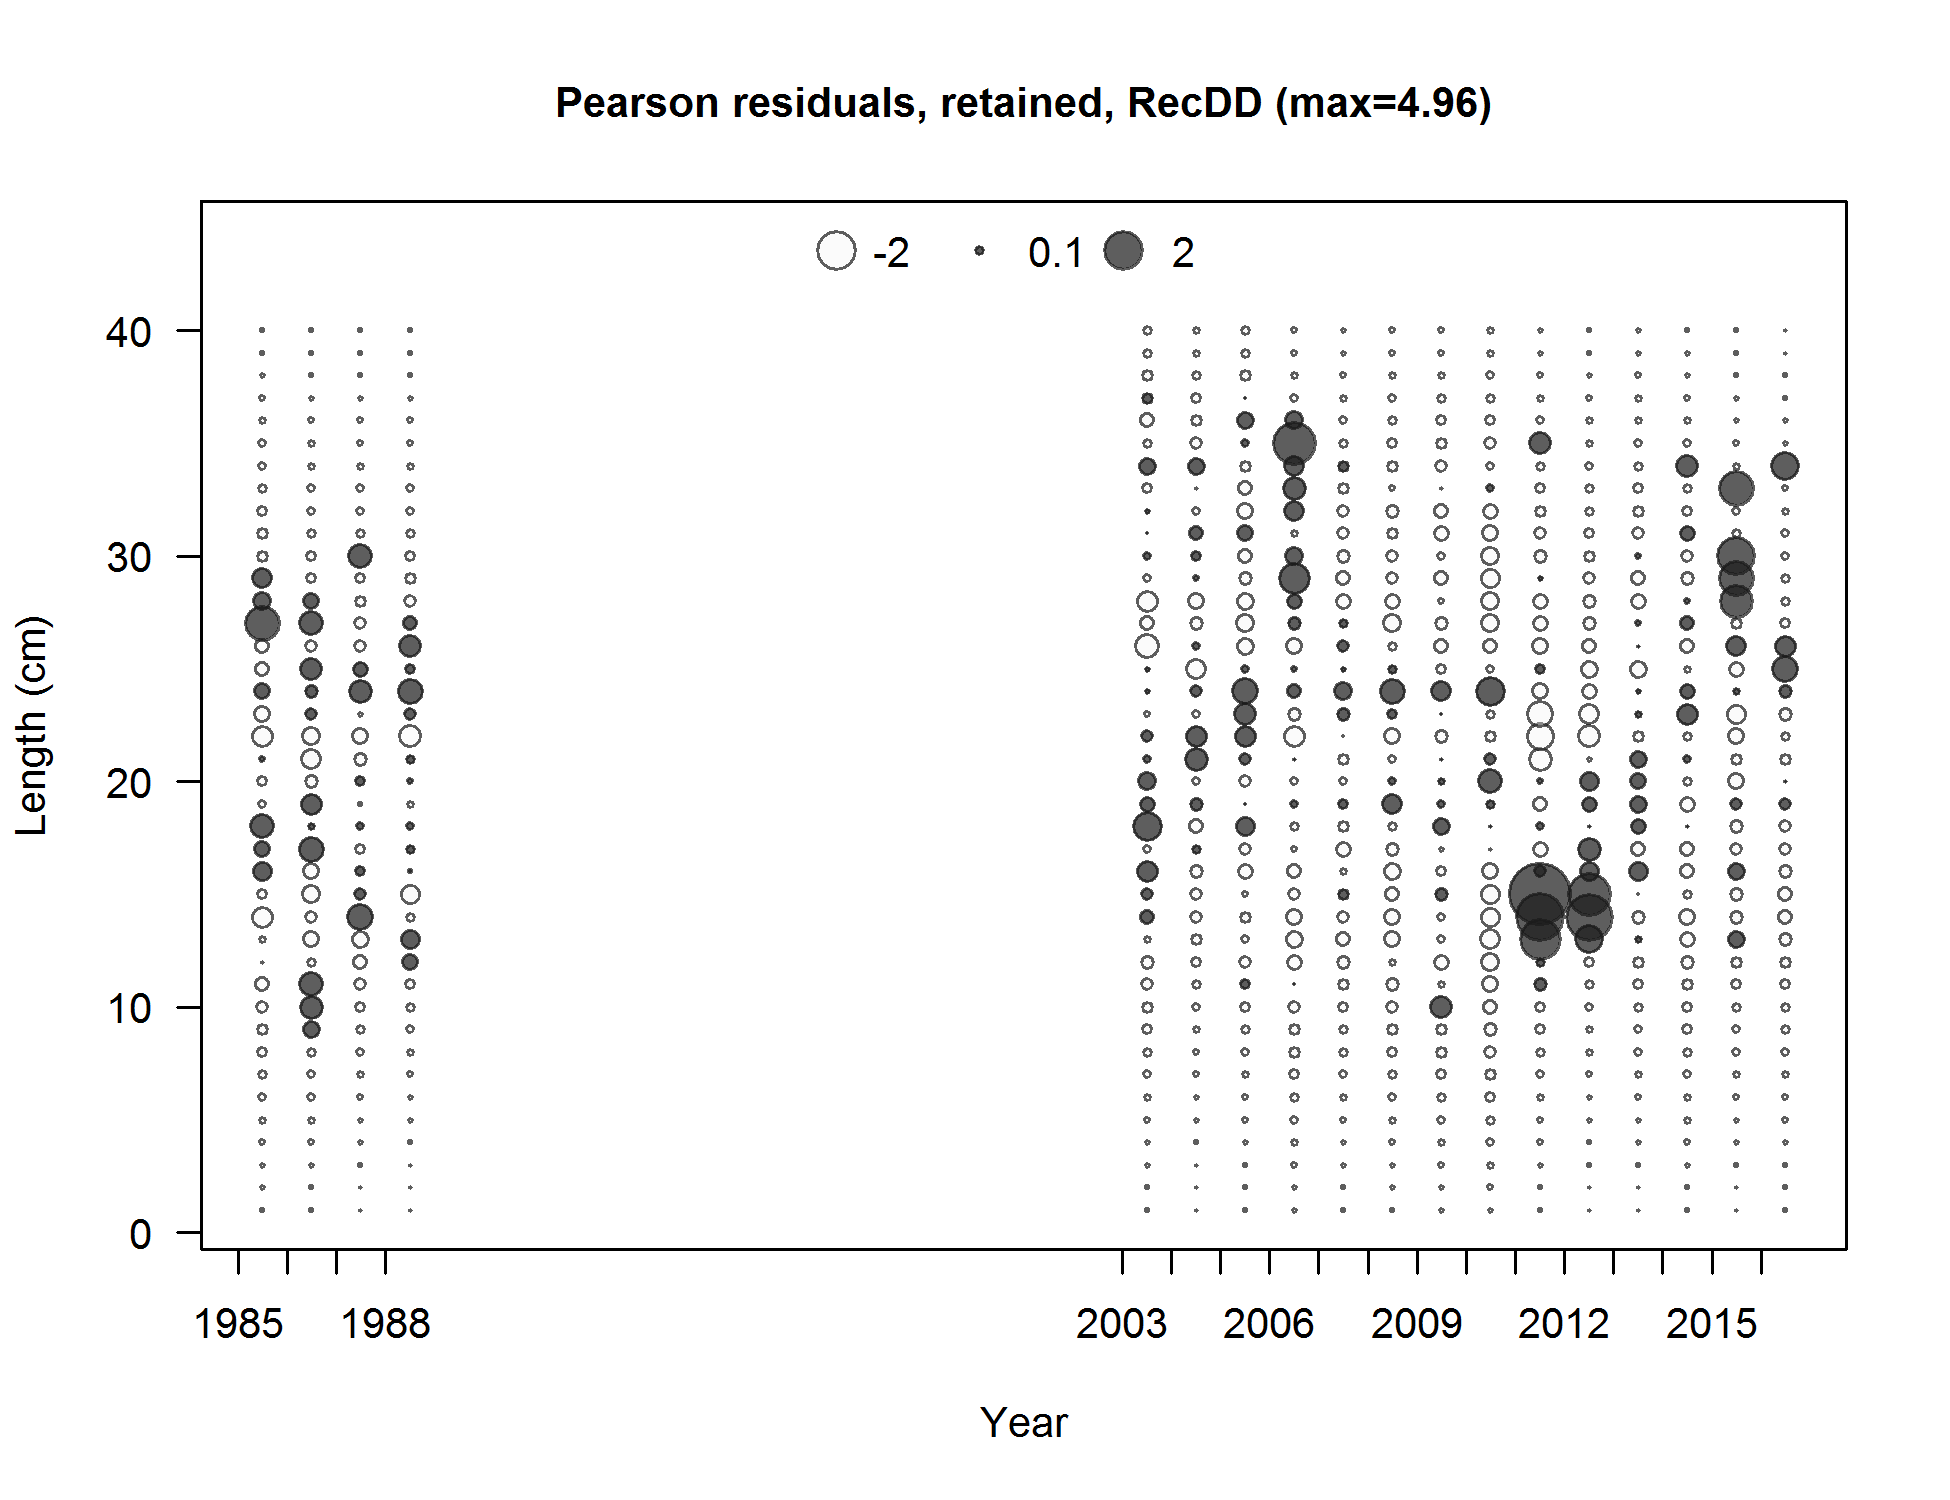 Pearson residuals, retained, RecDD (max=4.96)
-2 0.1 2
40
30
20
10
0
Length (cm)
1985 1988 2003 2006 2009 2012 2015
Year